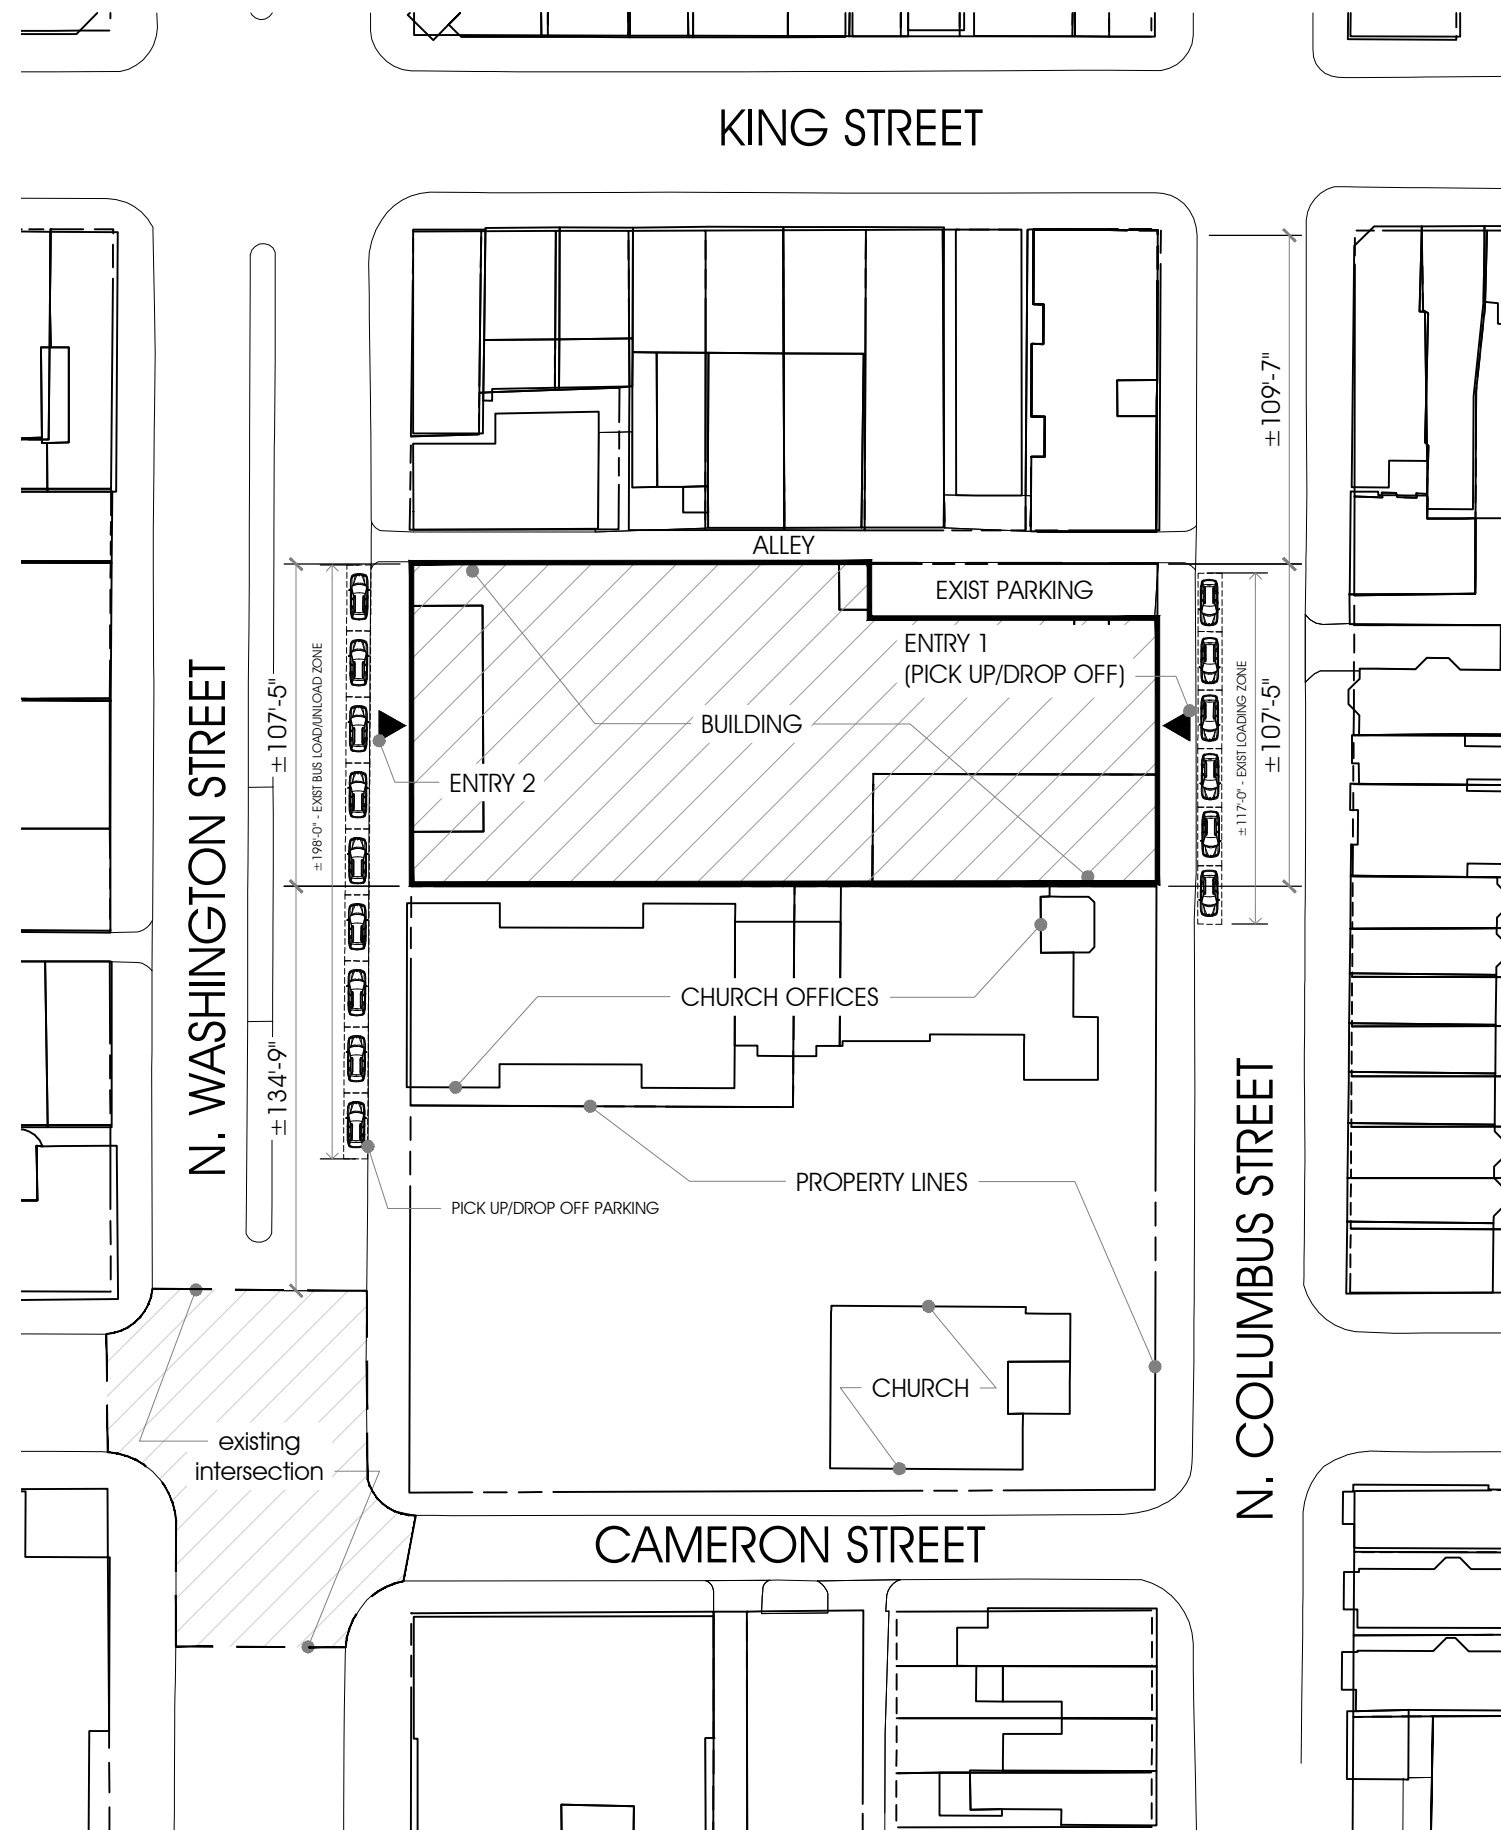 KING STREET
±109'-7"
ALLEY
EXIST PARKING
ENTRY 1
(PICK UP/DROP OFF)
BUILDING
ENTRY 2
N. WASHINGTON STREET
±107'-5"
±198'-0" - EXIST BUS LOAD/UNLOAD ZONE
±117'-0" - EXIST LOADING ZONE
±107'-5"
±134'-9"
CHURCH OFFICES
PROPERTY LINES
PICK UP/DROP OFF PARKING
N. COLUMBUS STREET
CHURCH
existing
intersection
CAMERON STREET